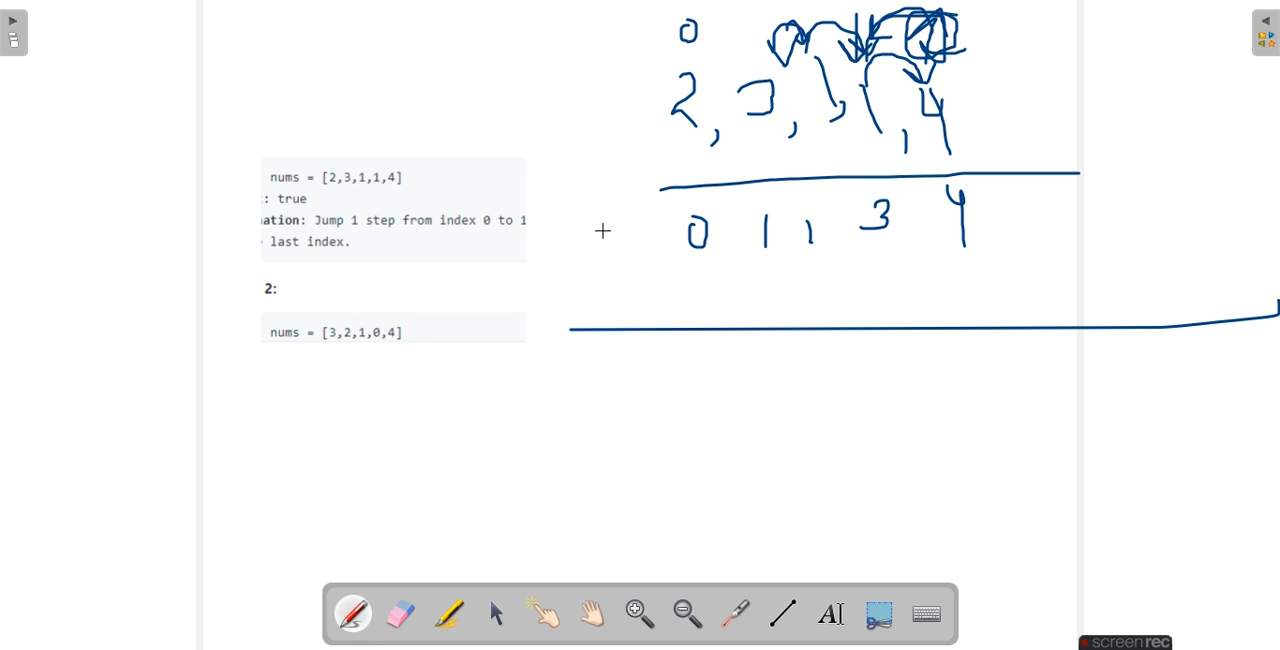 0
2, 3, 1, 1, 4
0 1 1 3 4
nums = [2,3,1,1,4]
: true
ation: Jump 1 step from index 0 to 1
last index.
2:
nums = [3,2,1,0,4]
A
screenrec